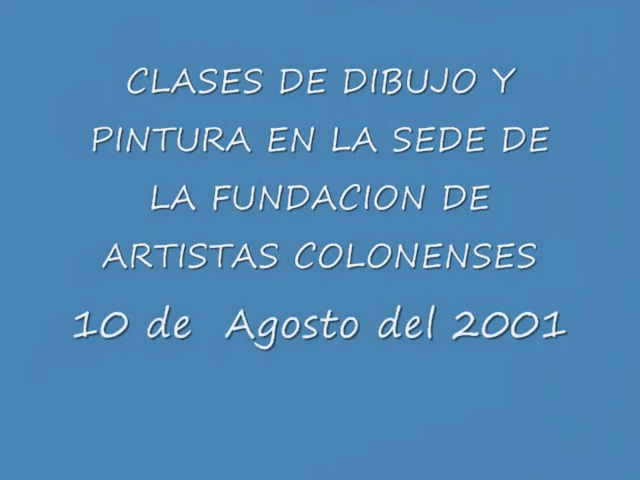 CLASES DE DIBUJO Y
PINTURA EN LA SEDE DE
LA FUNDACION DE
ARTISTAS COLONENSES
10 de Agosto del 2001